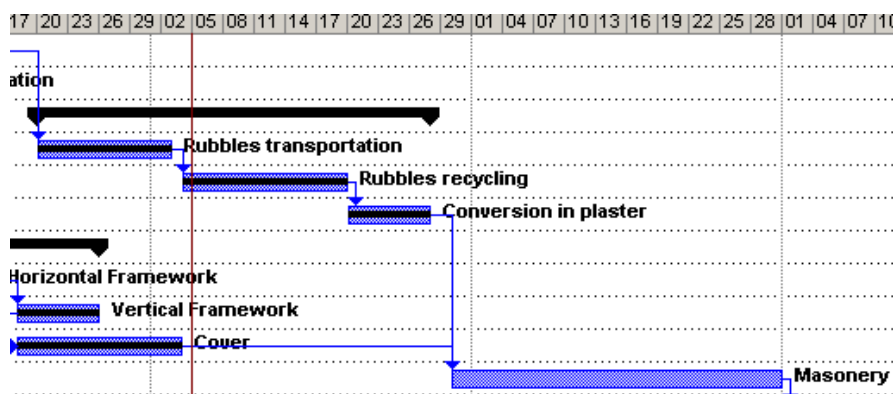 17 20 23 26 29 02 05 08 11 14 17 20 23 26 29 01 04 07 10 13 16 19 22 25 28 01 04 07 10
ation
Rubbles transportation
Rubbles recycling
Conversion in plaster
Horizontal Framework
Vertical Framework
Cover
Masonery